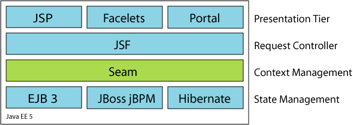 JSP Facelets Portal Presentation Tier
JSF Request Controller
Seam Context Management
EJB 3 JBoss jBPM Hibernate State Management
Java EE 5